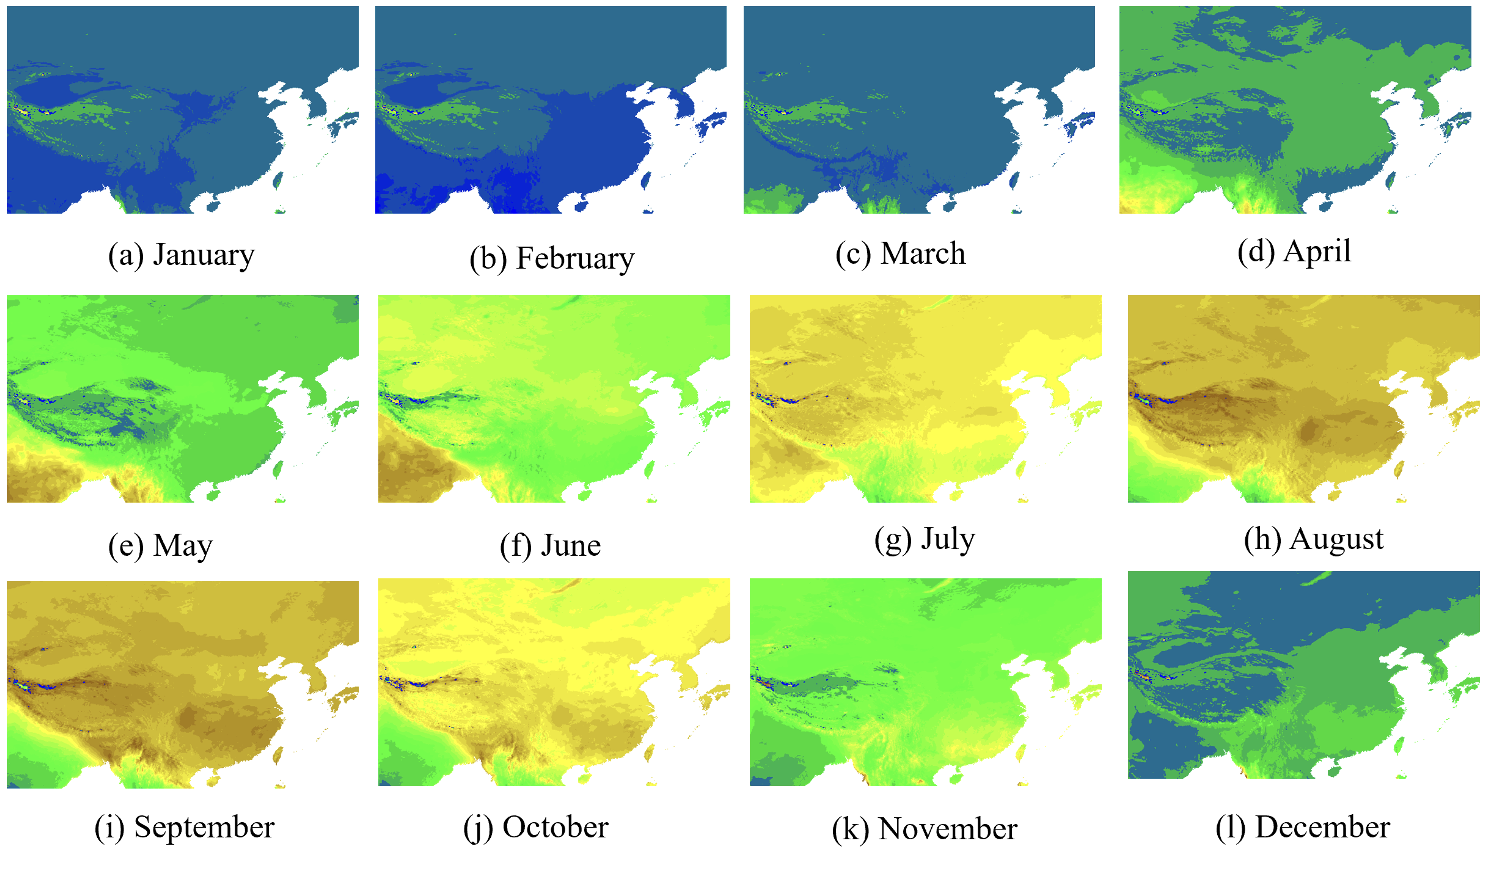 (a) January
(b) February
(c) March
(d) April
(e) May
(f) June
(g) July
(h) August
(i) September
(j) October
(k) November
(l) December